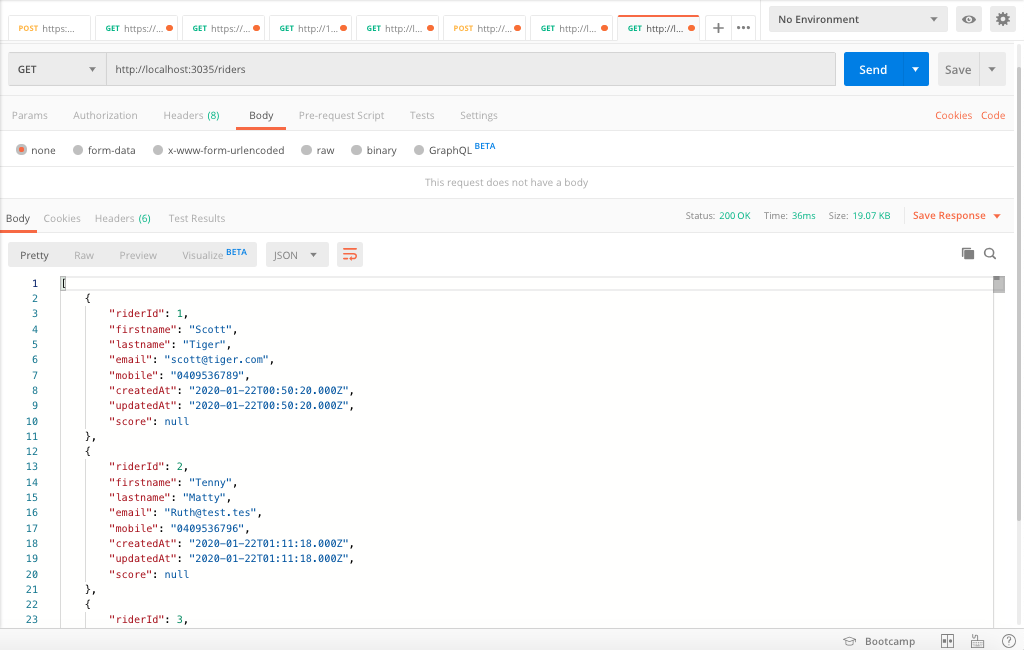 POST https:...
GET https://...
GET https://...
GET http://1...
GET http://l...
POST http://...
GET http://l...
GET http://l...
No Environment
GET http://localhost:3035/riders Send Save
Params Authorization Headers (8) Body Pre-request Script Tests Settings Cookies Code
none form-data x-www-form-urlencoded raw binary GraphQL BETA
This request does not have a body
Body Cookies Headers (6) Test Results Status: 200 OK Time: 36ms Size: 19.07 KB Save Response
Pretty Raw Preview Visualize BETA JSON
1 [
2 {
3 "riderId": 1,
4 "firstname": "Scott",
5 "lastname": "Tiger",
6 "email": "scott@tiger.com",
7 "mobile": "0409536789",
8 "createdAt": "2020-01-22T00:50:20.000Z",
9 "updatedAt": "2020-01-22T00:50:20.000Z",
10 "score": null
11 },
12 {
13 "riderId": 2,
14 "firstname": "Tenny",
15 "lastname": "Matty",
16 "email": "Ruth@test.tes",
17 "mobile": "0409536796",
18 "createdAt": "2020-01-22T01:11:18.000Z",
19 "updatedAt": "2020-01-22T01:11:18.000Z",
20 "score": null
21 },
22 {
23 "riderId": 3,
Bootcamp